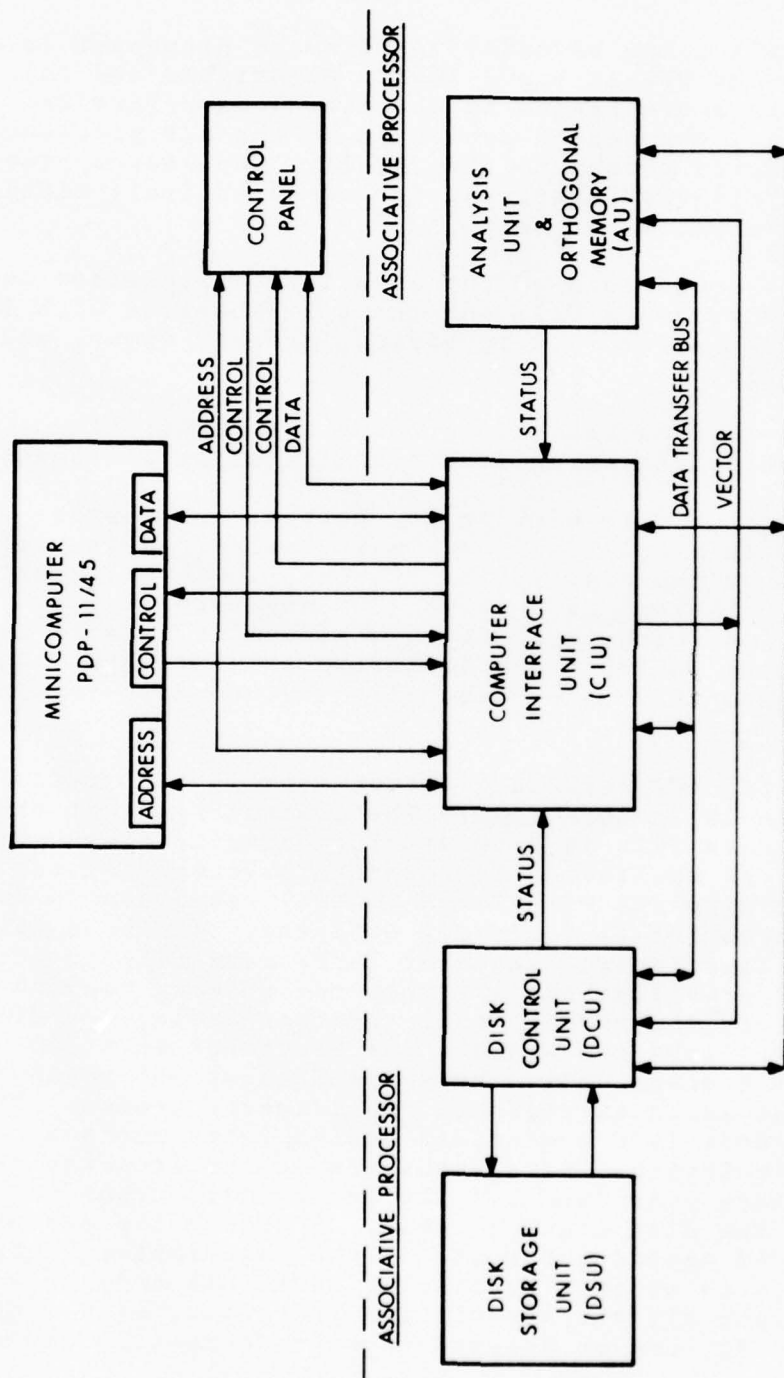 MINICOMPUTER
PDP-11/45
ADDRESS
CONTROL
DATA
CONTROL
PANEL
ADDRESS
CONTROL
CONTROL
DATA
ASSOCIATIVE PROCESSOR
ASSOCIATIVE PROCESSOR
DISK
STORAGE
UNIT
(DSU)
DISK
CONTROL
UNIT
(DCU)
STATUS
COMPUTER
INTERFACE
UNIT
(CIU)
STATUS
ANALYSIS
UNIT
&
ORTHOGONAL
MEMORY
(AU)
DATA TRANSFER BUS
VECTOR